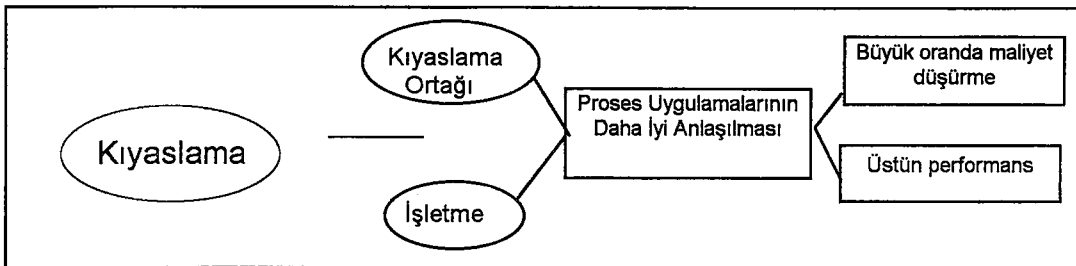 Kıyaslama
Kıyaslama
Ortağı
İşletme
Proses Uygulamalarının
Daha İyi Anlaşılması
Büyük oranda maliyet
düşürme
Üstün performans